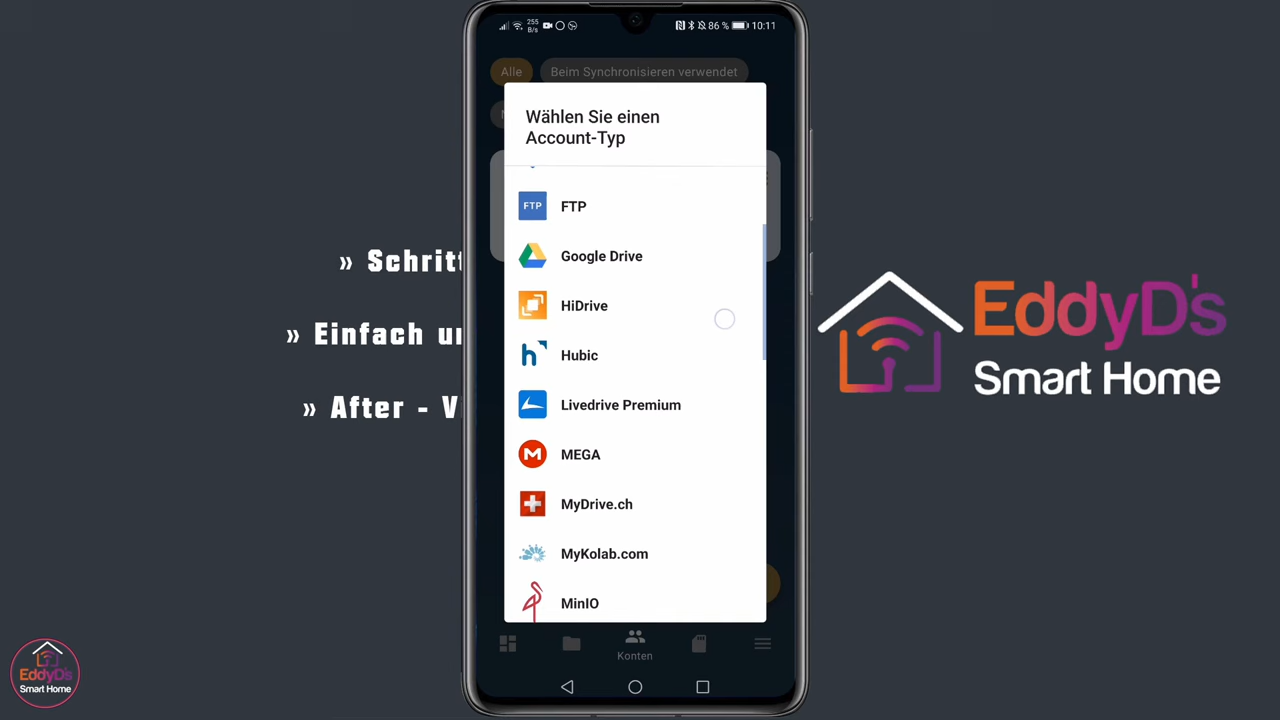 255
B/s
86 %
10:11
Alle
Beim Synchronisieren verwendet
Wählen Sie einen
Account-Typ
FTP
FTP
Google Drive
HiDrive
Hubic
Livedrive Premium
MEGA
MyDrive.ch
MyKolab.com
MinIO
Konten
» Schritt
» Einfach u
» After - V
EddyD's
Smart Home
EddyD's
Smart Home